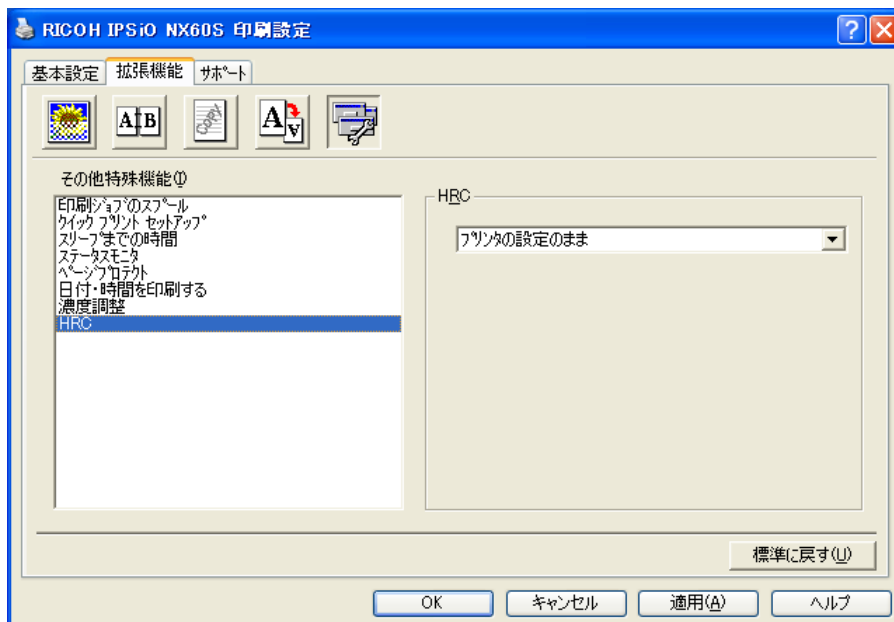 RICOH IPSiO NX60S 印刷設定
基本設定 拡張機能 サポート
A B
COPY
A A
その他特殊機能(I)
印刷ジョブのスプール
クイック プリント セットアップ
スリープまでの時間
ステータスモニタ
ページプロテクト
日付・時間を印刷する
濃度調整
HRC
HRC
プリンタの設定のまま
標準に戻す(U)
OK キャンセル 適用(A) ヘルプ